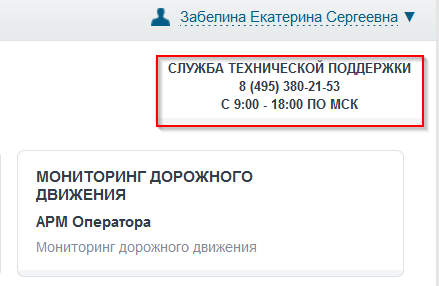 Забелина Екатерина Сергеевна ▼
СЛУЖБА ТЕХНИЧЕСКОЙ ПОДДЕРЖКИ
8 (495) 380-21-53
С 9:00 - 18:00 ПО МСК
МОНИТОРИНГ ДОРОЖНОГО
ДВИЖЕНИЯ
АРМ Оператора
Мониторинг дорожного движения